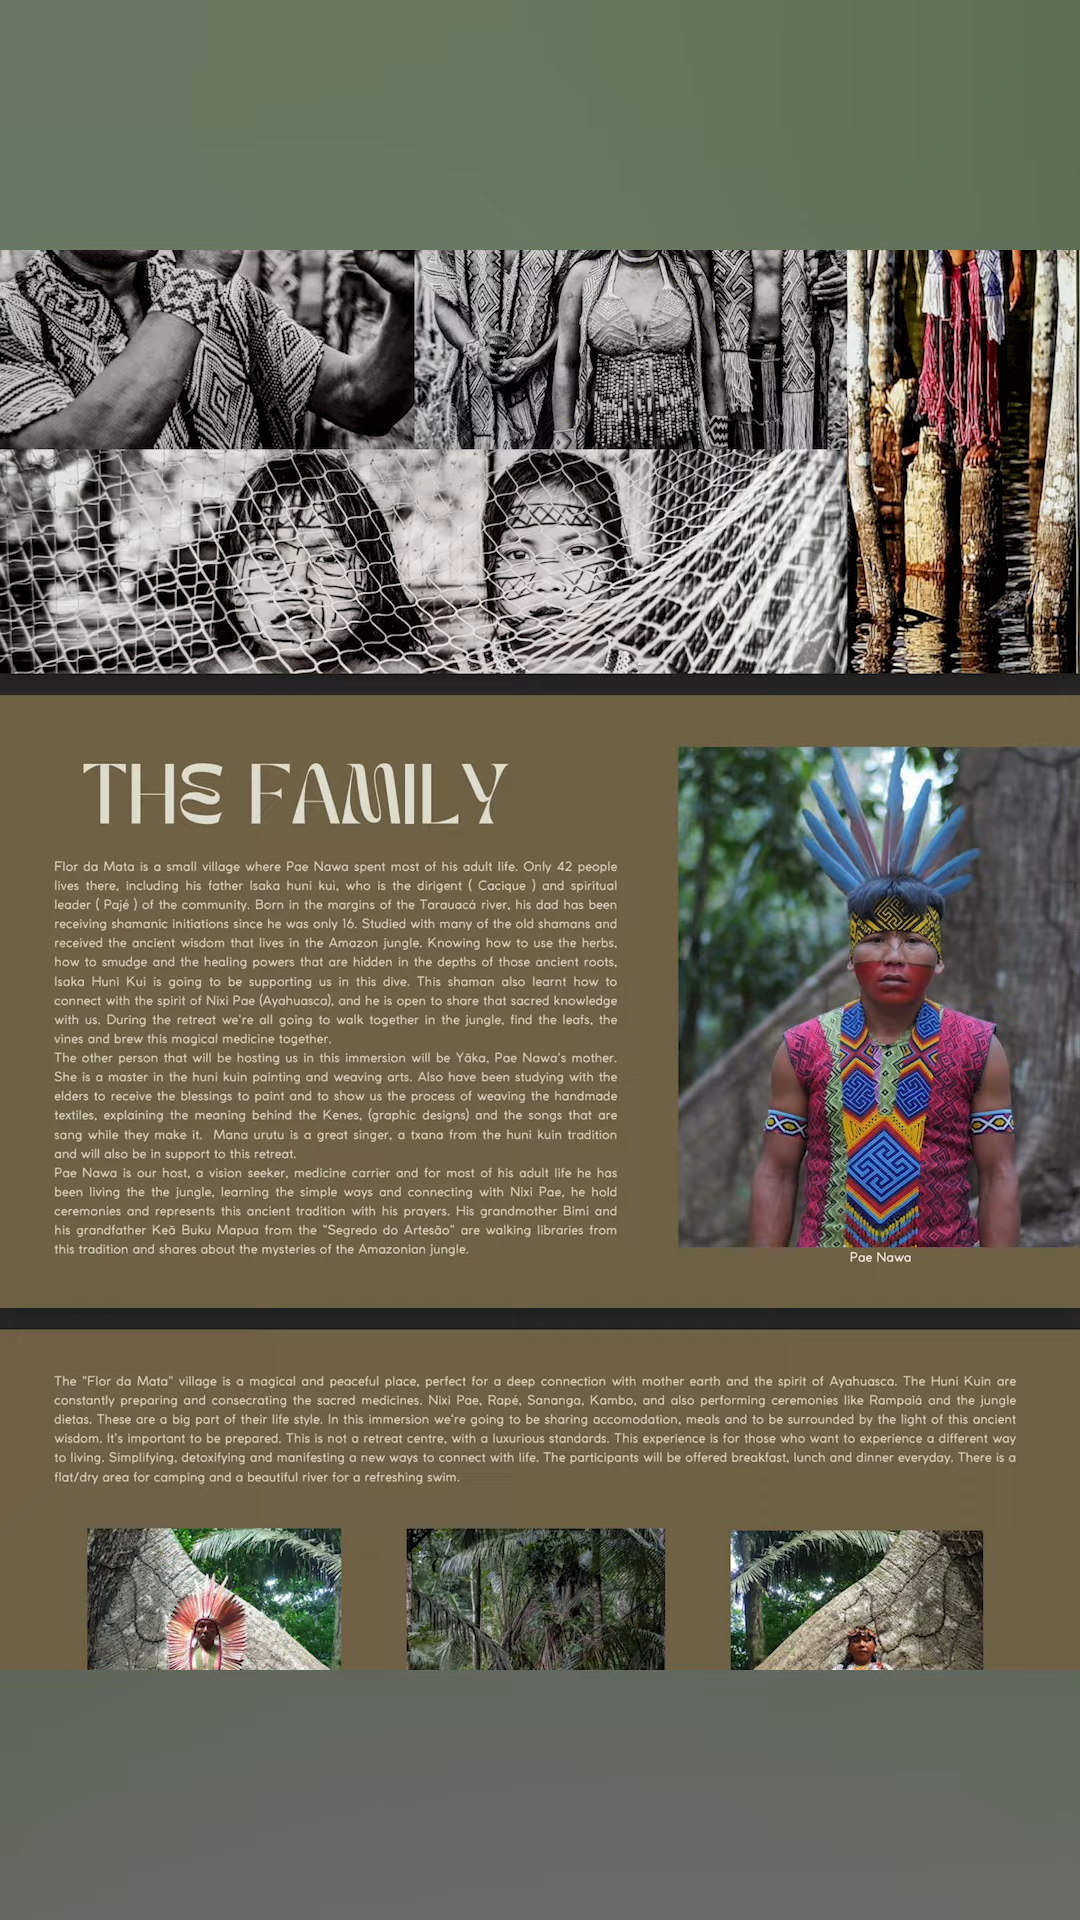 THE FAMILY
Flor da Mata is a small village where Pae Nawa spent most of his adult life. Only 42 people
lives there, including his father Isaka huni kui, who is the dirigent ( Cacique ) and spiritual
leader ( Pajé ) of the community. Born in the margins of the Tarauacá river, his dad has been
receiving shamanic initiations since he was only 16. Studied with many of the old shamans and
received the ancient wisdom that lives in the Amazon jungle. Knowing how to use the herbs,
how to smudge and the healing powers that are hidden in the depths of those ancient roots,
Isaka Huni Kui is going to be supporting us in this dive. This shaman also learnt how to
connect with the spirit of Nixi Pae (Ayahuasca), and he is open to share that sacred knowledge
with us. During the retreat we're all going to walk together in the jungle, find the leafs, the
vines and brew this magical medicine together.
The other person that will be hosting us in this immersion will be Yãka, Pae Nawa's mother.
She is a master in the huni kuin painting and weaving arts. Also have been studying with the
elders to receive the blessings to paint and to show us the process of weaving the handmade
textiles, explaining the meaning behind the Kenes, (graphic designs) and the songs that are
sang while they make it.  Mana urutu is a great singer, a txana from the huni kuin tradition
and will also be in support to this retreat.
Pae Nawa is our host, a vision seeker, medicine carrier and for most of his adult life he has
been living the the jungle, learning the simple ways and connecting with Nixi Pae, he hold
ceremonies and represents this ancient tradition with his prayers. His grandmother Bimi and
his grandfather Keã Buku Mapua from the "Segredo do Artesão" are walking libraries from
this tradition and shares about the mysteries of the Amazonian jungle.
Pae Nawa
The "Flor da Mata" village is a magical and peaceful place, perfect for a deep connection with mother earth and the spirit of Ayahuasca. The Huni Kuin are
constantly preparing and consecrating the sacred medicines. Nixi Pae, Rapé, Sananga, Kambo, and also performing ceremonies like Rampaiá and the jungle
dietas. These are a big part of their life style. In this immersion we're going to be sharing accomodation, meals and to be surrounded by the light of this ancient
wisdom. It's important to be prepared. This is not a retreat centre, with a luxurious standards. This experience is for those who want to experience a different way
to living. Simplifying, detoxifying and manifesting a new ways to connect with life. The participants will be offered breakfast, lunch and dinner everyday. There is a
flat/dry area for camping and a beautiful river for a refreshing swim.